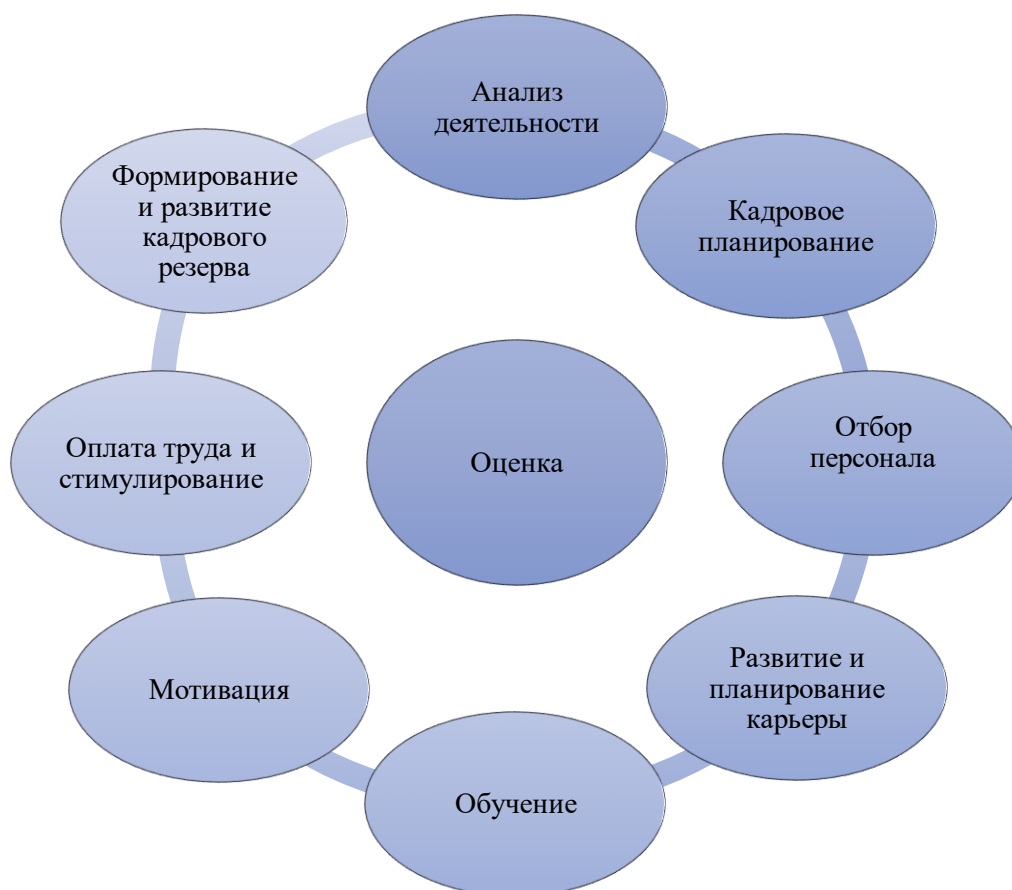 Анализ
деятельности
Кадровое
планирование
Отбор
персонала
Развитие и
планирование
карьеры
Обучение
Мотивация
Оплата труда и
стимулирование
Формирование
и развитие
кадрового
резерва
Оценка